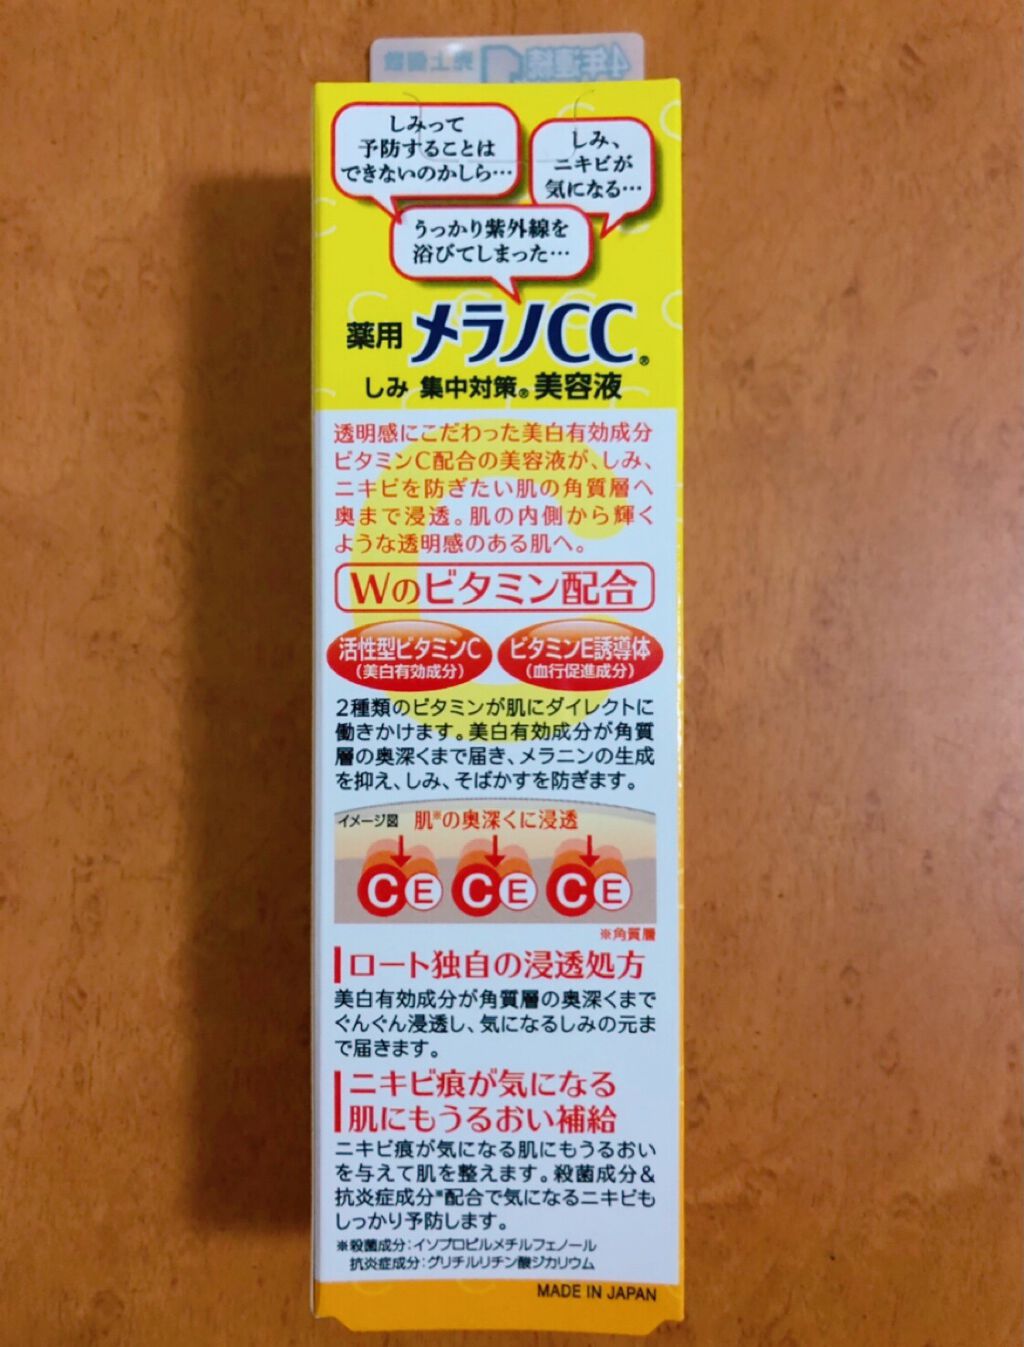 4年連続
売上個数
しみって
予防することは
できないのかしら…
しみ、
ニキビが
気になる…
うっかり紫外線を
浴びてしまった…
薬用 メラノCC®
しみ 集中対策® 美容液
透明感にこだわった美白有効成分
ビタミンC配合の美容液が、しみ、
ニキビを防ぎたい肌の角質層へ
奥まで浸透。肌の内側から輝く
ような透明感のある肌へ。
Wのビタミン配合
活性型ビタミンC
(美白有効成分)
ビタミンE誘導体
(血行促進成分)
2種類のビタミンが肌にダイレクトに
働きかけます。美白有効成分が角質
層の奥深くまで届き、メラニンの生成
を抑え、しみ、そばかすを防ぎます。
イメージ図 肌※の奥深くに浸透
C E C E C E
※角質層
ロート独自の浸透処方
美白有効成分が角質層の奥深くまで
ぐんぐん浸透し、気になるしみの元ま
で届きます。
ニキビ痕が気になる
肌にもうるおい補給
ニキビ痕が気になる肌にもうるおい
を与えて肌を整えます。殺菌成分&
抗炎症成分※配合で気になるニキビも
しっかり予防します。
※殺菌成分:イソプロピルメチルフェノール
抗炎症成分:グリチルリチン酸ジカリウム
MADE IN JAPAN